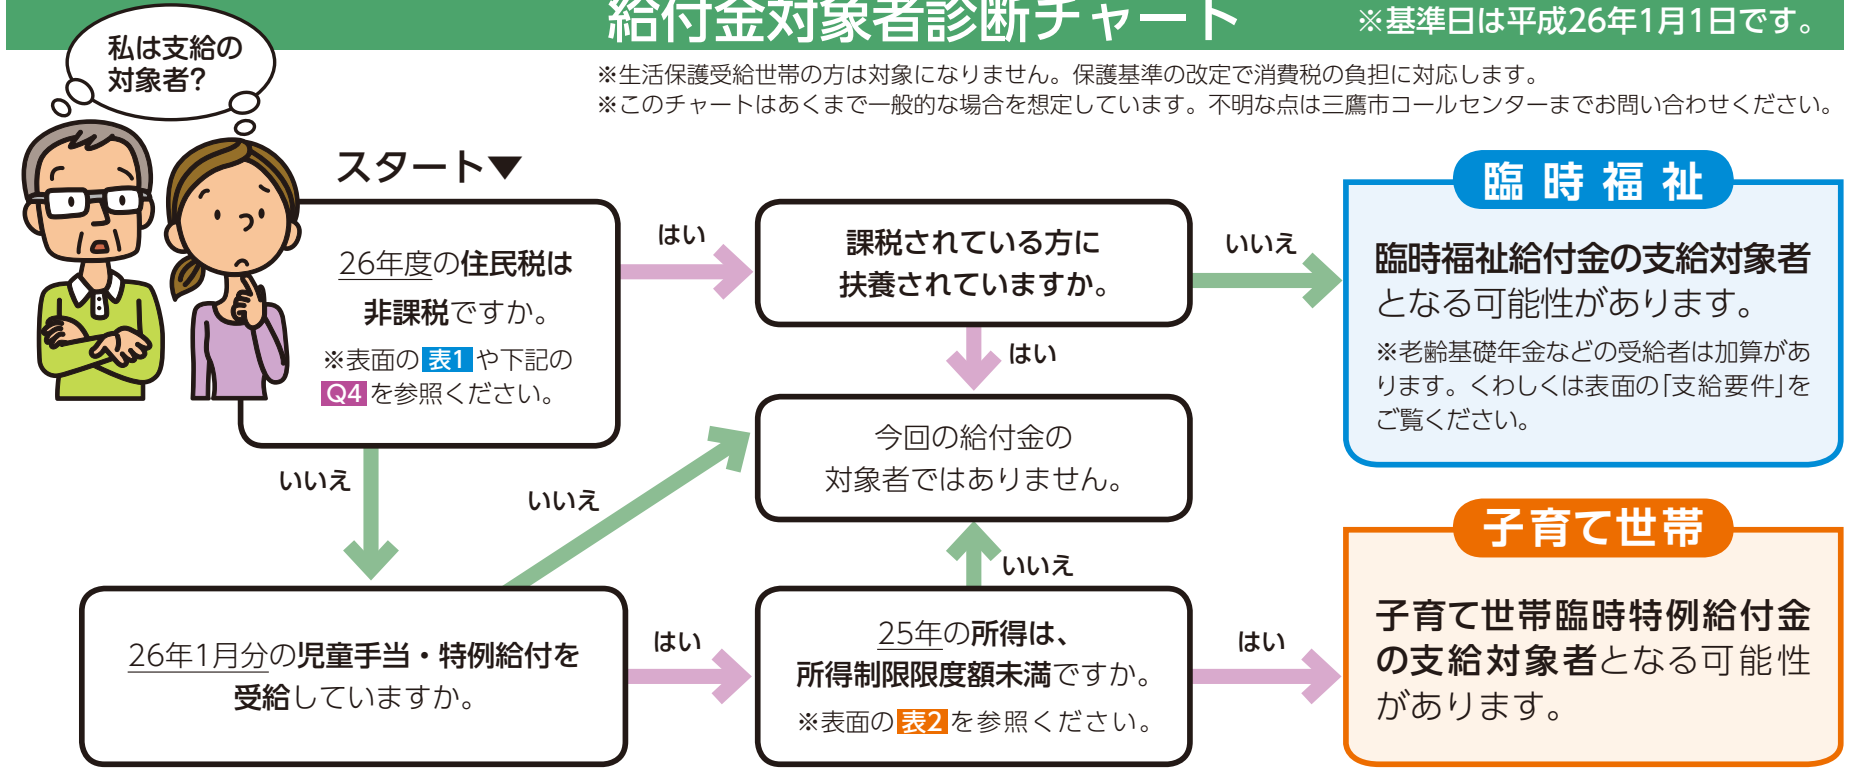 給付金対象者診断チャート
※基準日は平成26年1月1日です。
私は支給の
対象者?
※生活保護受給世帯の方は対象になりません。保護基準の改定で消費税の負担に対応します。
※このチャートはあくまで一般的な場合を想定しています。不明な点は三鷹市コールセンターまでお問い合わせください。
スタート▼
26年度の住民税は
非課税ですか。
※表面の表1や下記の
Q4を参照ください。
はい
課税されている方に
扶養されていますか。
いいえ
臨時福祉
臨時福祉給付金の支給対象者
となる可能性があります。
※老齢基礎年金などの受給者は加算があ
ります。くわしくは表面の「支給要件」を
ご覧ください。
はい
今回の給付金の
対象者ではありません。
いいえ
いいえ
いいえ
26年1月分の児童手当・特例給付を
受給していますか。
はい
25年の所得は、
所得制限限度額未満ですか。
※表面の表2を参照ください。
はい
子育て世帯
子育て世帯臨時特例給付金
の支給対象者となる可能性
があります。